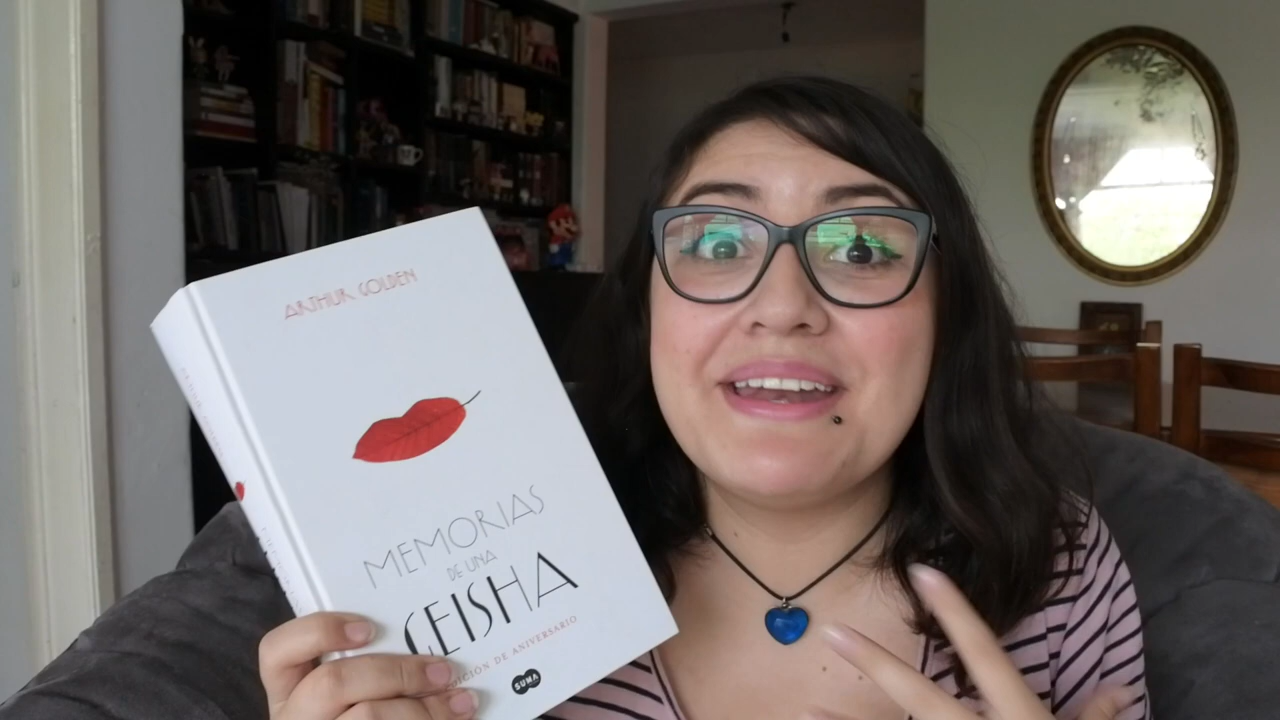 ARTHUR GOLDEN
MEMORIAS
DE UNA
GEISHA
EDICIÓN DE ANIVERSARIO
SUMA